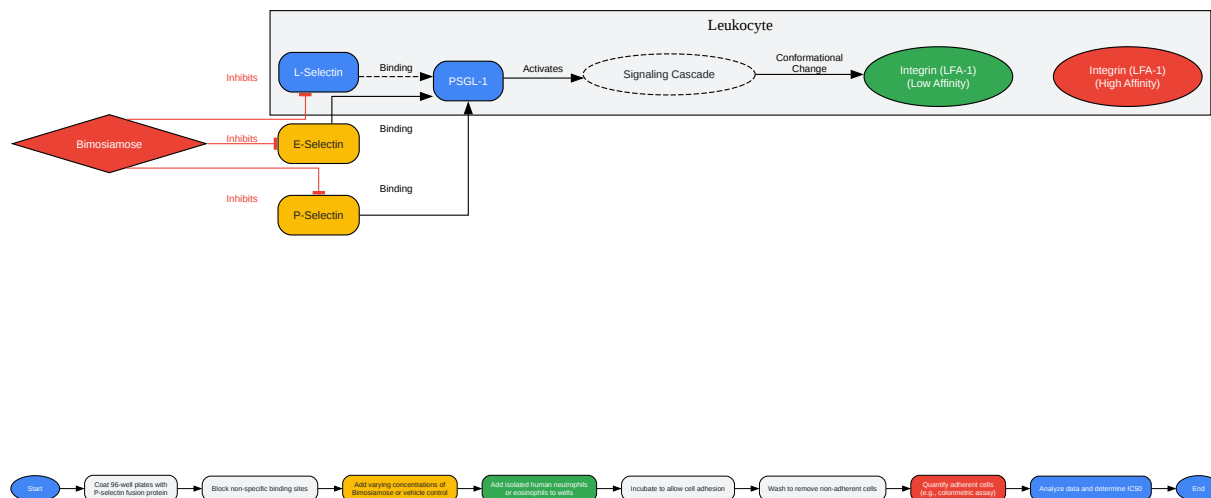 Leukocyte
L-Selectin
Binding
PSGL-1
Activates
Signaling Cascade
Conformational
Change
Integrin (LFA-1)
(Low Affinity)
Integrin (LFA-1)
(High Affinity)
Inhibits
Bimosiamose
Inhibits
E-Selectin
Binding
Inhibits
P-Selectin
Binding
Start
Coat 96-well plates with
P-selectin fusion protein
Block non-specific binding sites
Add varying concentrations of
Bimosiamose or vehicle control
Add isolated human neutrophils
or eosinophils to wells
Incubate to allow cell adhesion
Wash to remove non-adherent cells
Quantify adherent cells
(e.g., colorimetric assay)
Analyze data and determine IC50
End